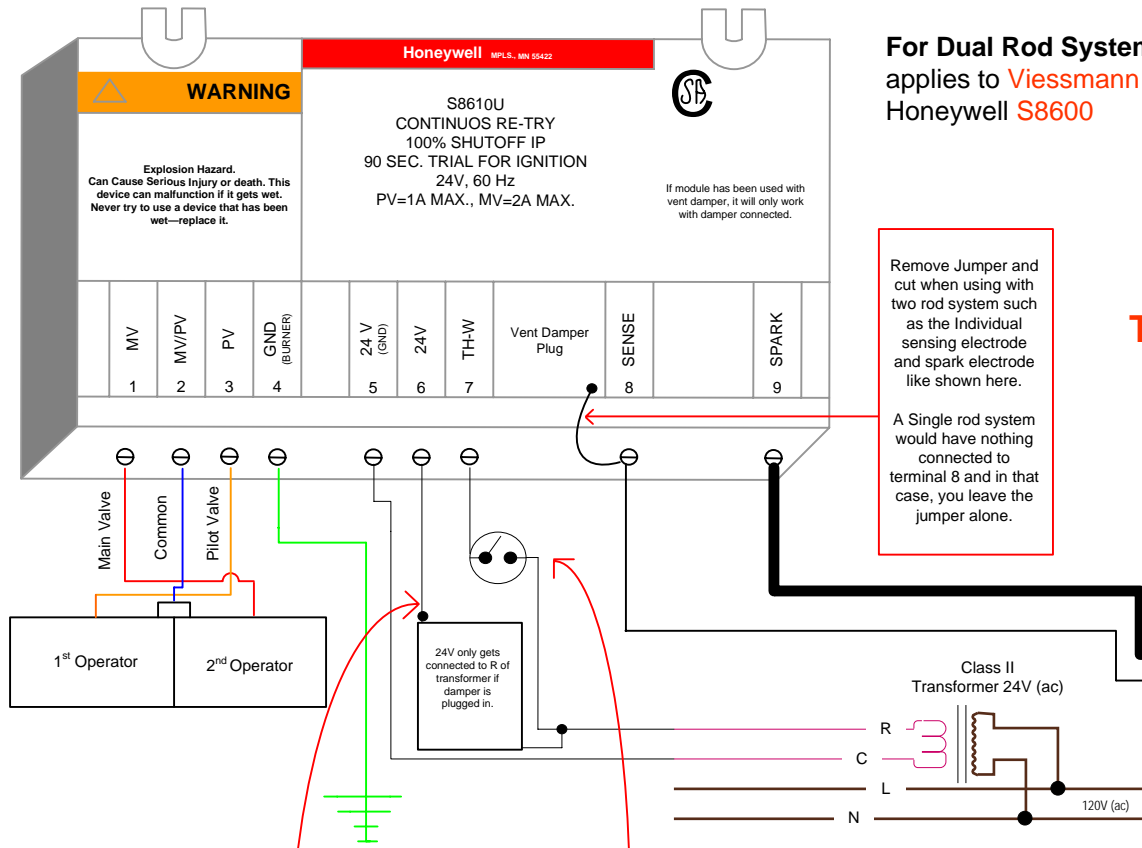 Honeywell MPLS., MN 55422
WARNING
Explosion Hazard.
Can Cause Serious Injury or death. This
device can malfunction if it gets wet.
Never try to use a device that has been
wet—replace it.
S8610U
CONTINUOS RE-TRY
100% SHUTOFF IP
90 SEC. TRIAL FOR IGNITION
24V, 60 Hz
PV=1A MAX., MV=2A MAX.
If module has been used with
vent damper, it will only work
with damper connected.
For Dual Rod System
applies to Viessmann
Honeywell S8600
Remove Jumper and
cut when using with
two rod system such
as the Individual
sensing electrode
and spark electrode
like shown here.
A Single rod system
would have nothing
connected to
terminal 8 and in that
case, you leave the
jumper alone.
T
MV
1
MV/PV
2
PV
3
GND
(BURNER)
4
24 V
(GND)
5
24V
6
TH-W
7
Vent Damper
Plug
SENSE
8
SPARK
9
Main Valve
Common
Pilot Valve
1st Operator
2nd Operator
24V only gets
connected to R of
transformer if
damper is
plugged in.
Class II
Transformer 24V (ac)
R
C
L
N
120V (ac)